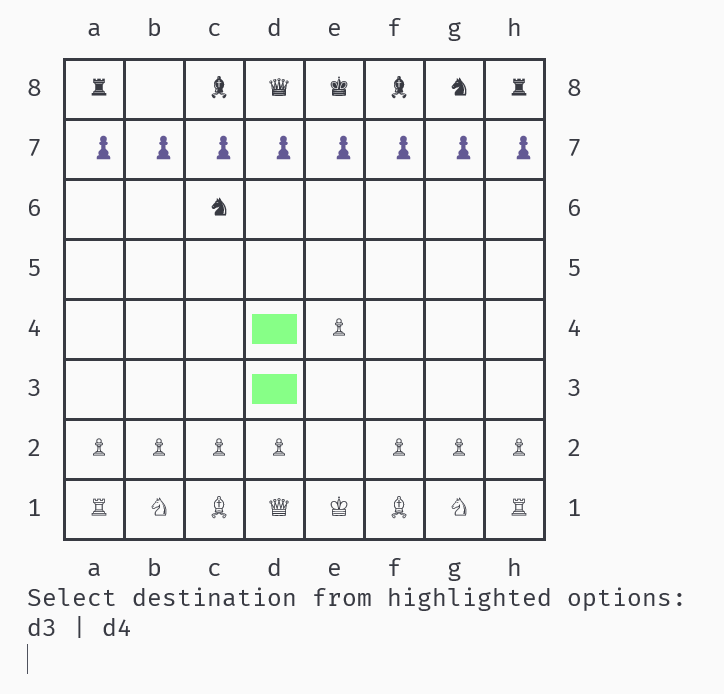 a b c d e f g h
8 ♜ ♝ ♛ ♚ ♝ ♞ ♜ 8
7 ♟ ♟ ♟ ♟ ♟ ♟ ♟ ♟ 7
6 ♞ 6
5 5
4 ♙ 4
3 3
2 ♙ ♙ ♙ ♙ ♙ ♙ ♙ 2
1 ♖ ♘ ♗ ♕ ♔ ♗ ♘ ♖ 1
a b c d e f g h
Select destination from highlighted options:
d3 | d4